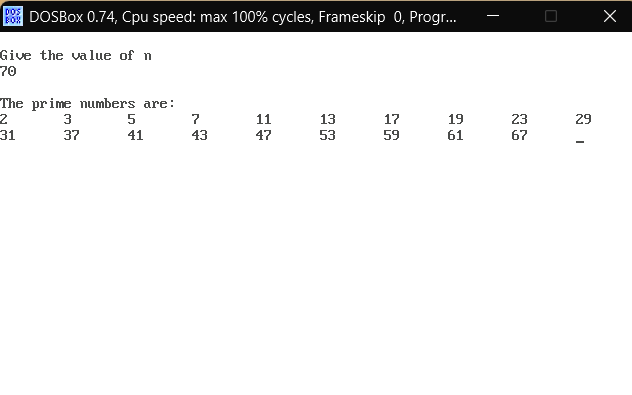 DOS BOX DOSBox 0.74, Cpu speed: max 100% cycles, Frameskip 0, Progr...
Give the value of n
70
The prime numbers are:
2 3 5 7 11 13 17 19 23 29
31 37 41 43 47 53 59 61 67 _